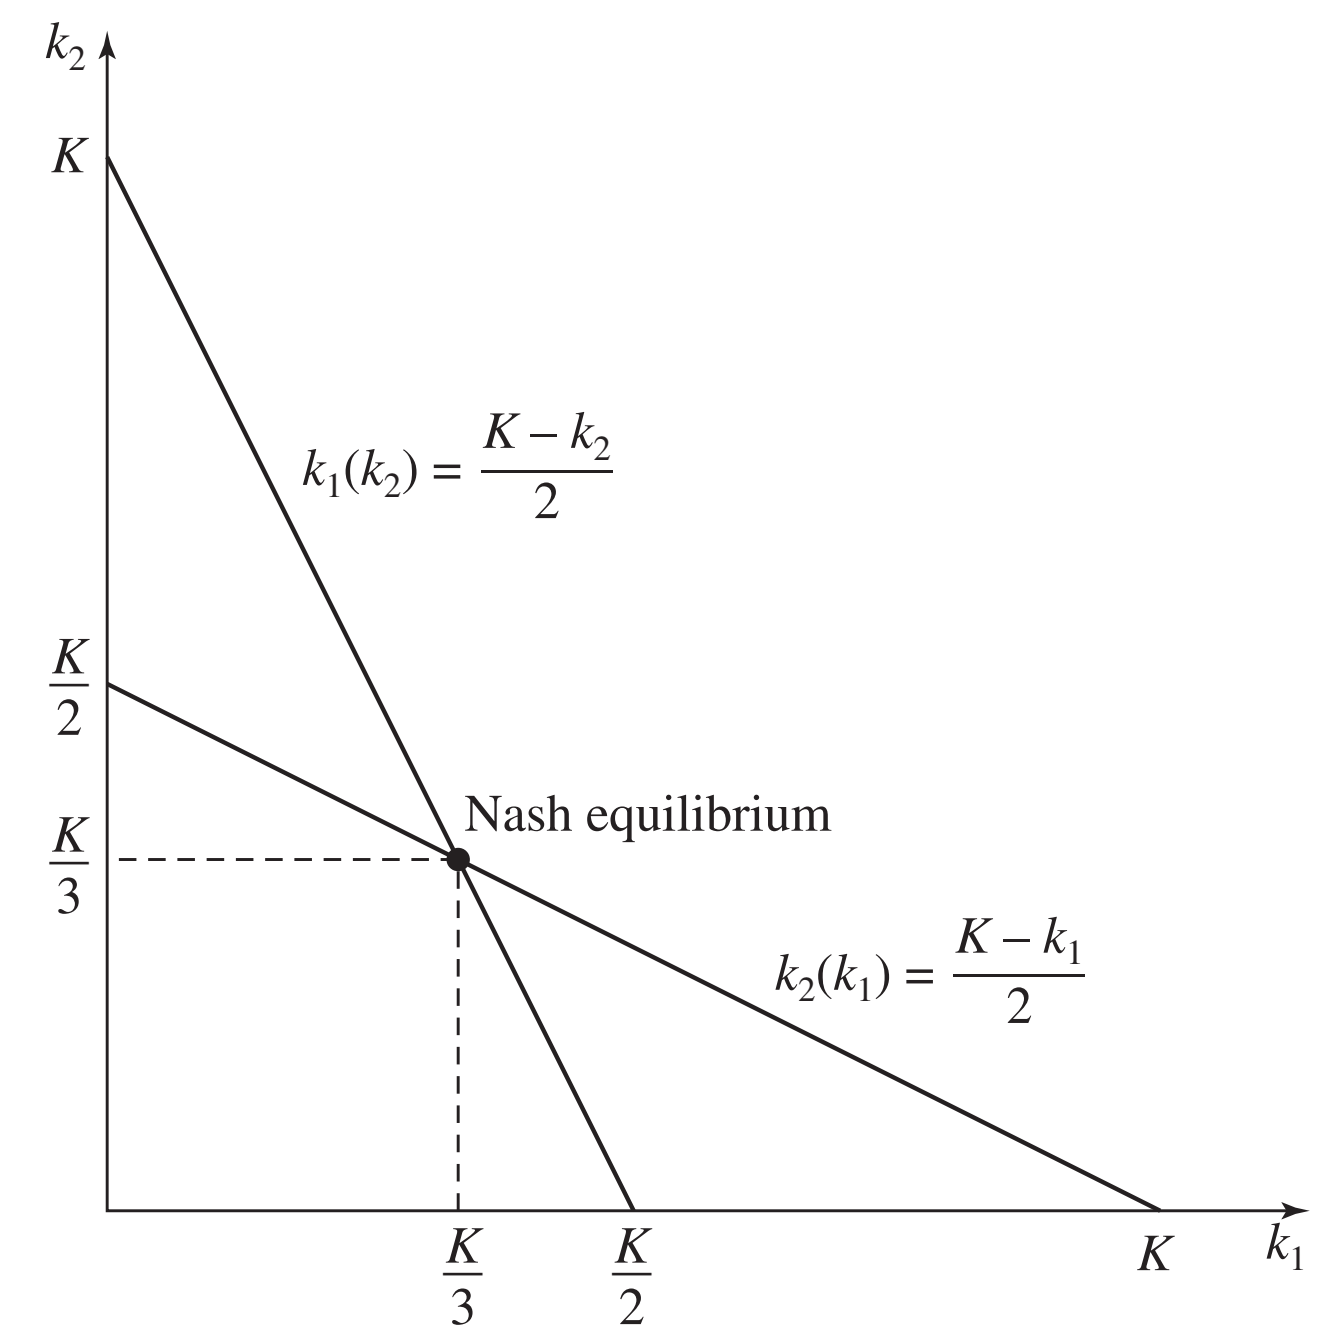 k₂
K
k₁(k₂) = (K – k₂)/2
K/2
Nash equilibrium
K/3
k₂(k₁) = (K – k₁)/2
K/3 K/2 K k₁